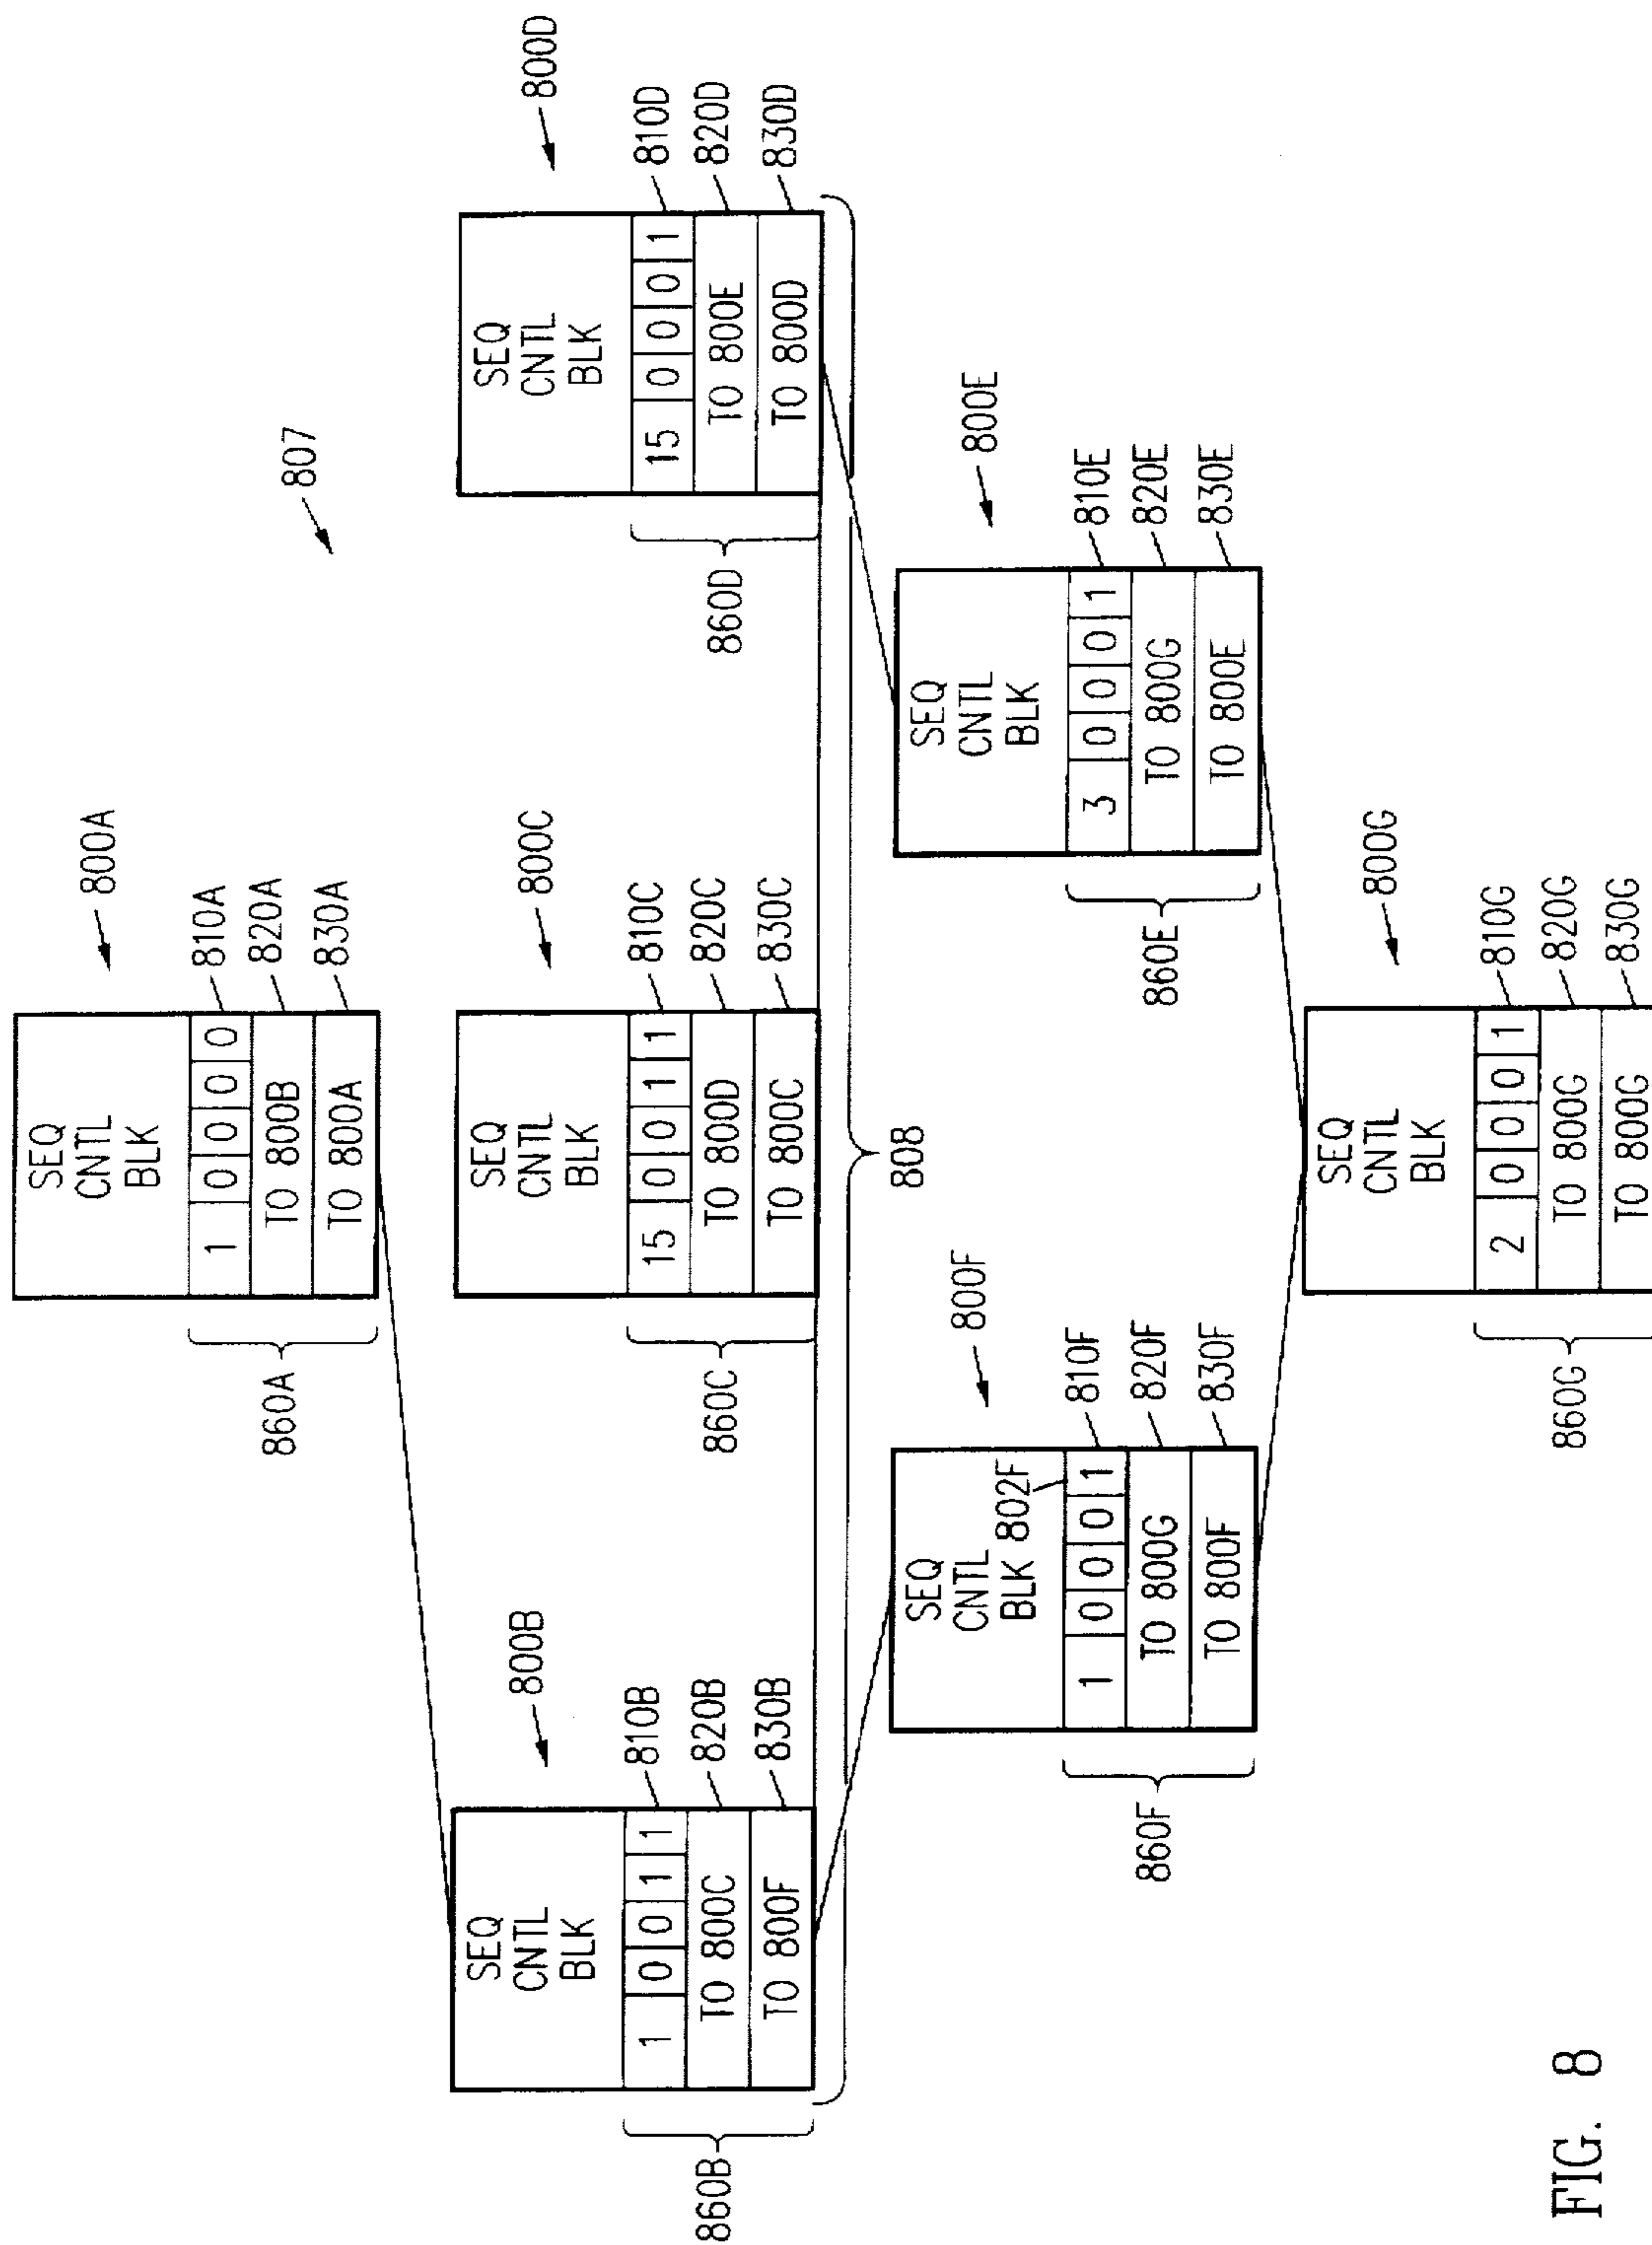 807
800A
SEQ
CNTL
BLK
1 0 0 0 0
TO 800B
TO 800A
810A
820A
830A
860A
800B
SEQ
CNTL
BLK
1 0 0 1 1
TO 800C
TO 800F
810B
820B
830B
860B
800C
SEQ
CNTL
BLK
15 0 0 1 1
TO 800D
TO 800C
810C
820C
830C
860C
800D
SEQ
CNTL
BLK
15 0 0 0 1
TO 800E
TO 800D
810D
820D
830D
860D
808
800F
SEQ
CNTL
BLK 802F
1 0 0 0 1
TO 800G
TO 800F
810F
820F
830F
860F
800E
SEQ
CNTL
BLK
3 0 0 0 1
TO 800G
TO 800E
810E
820E
830E
860E
800G
SEQ
CNTL
BLK
2 0 0 0 1
TO 800G
TO 800G
810G
820G
830G
860G
FIG. 8